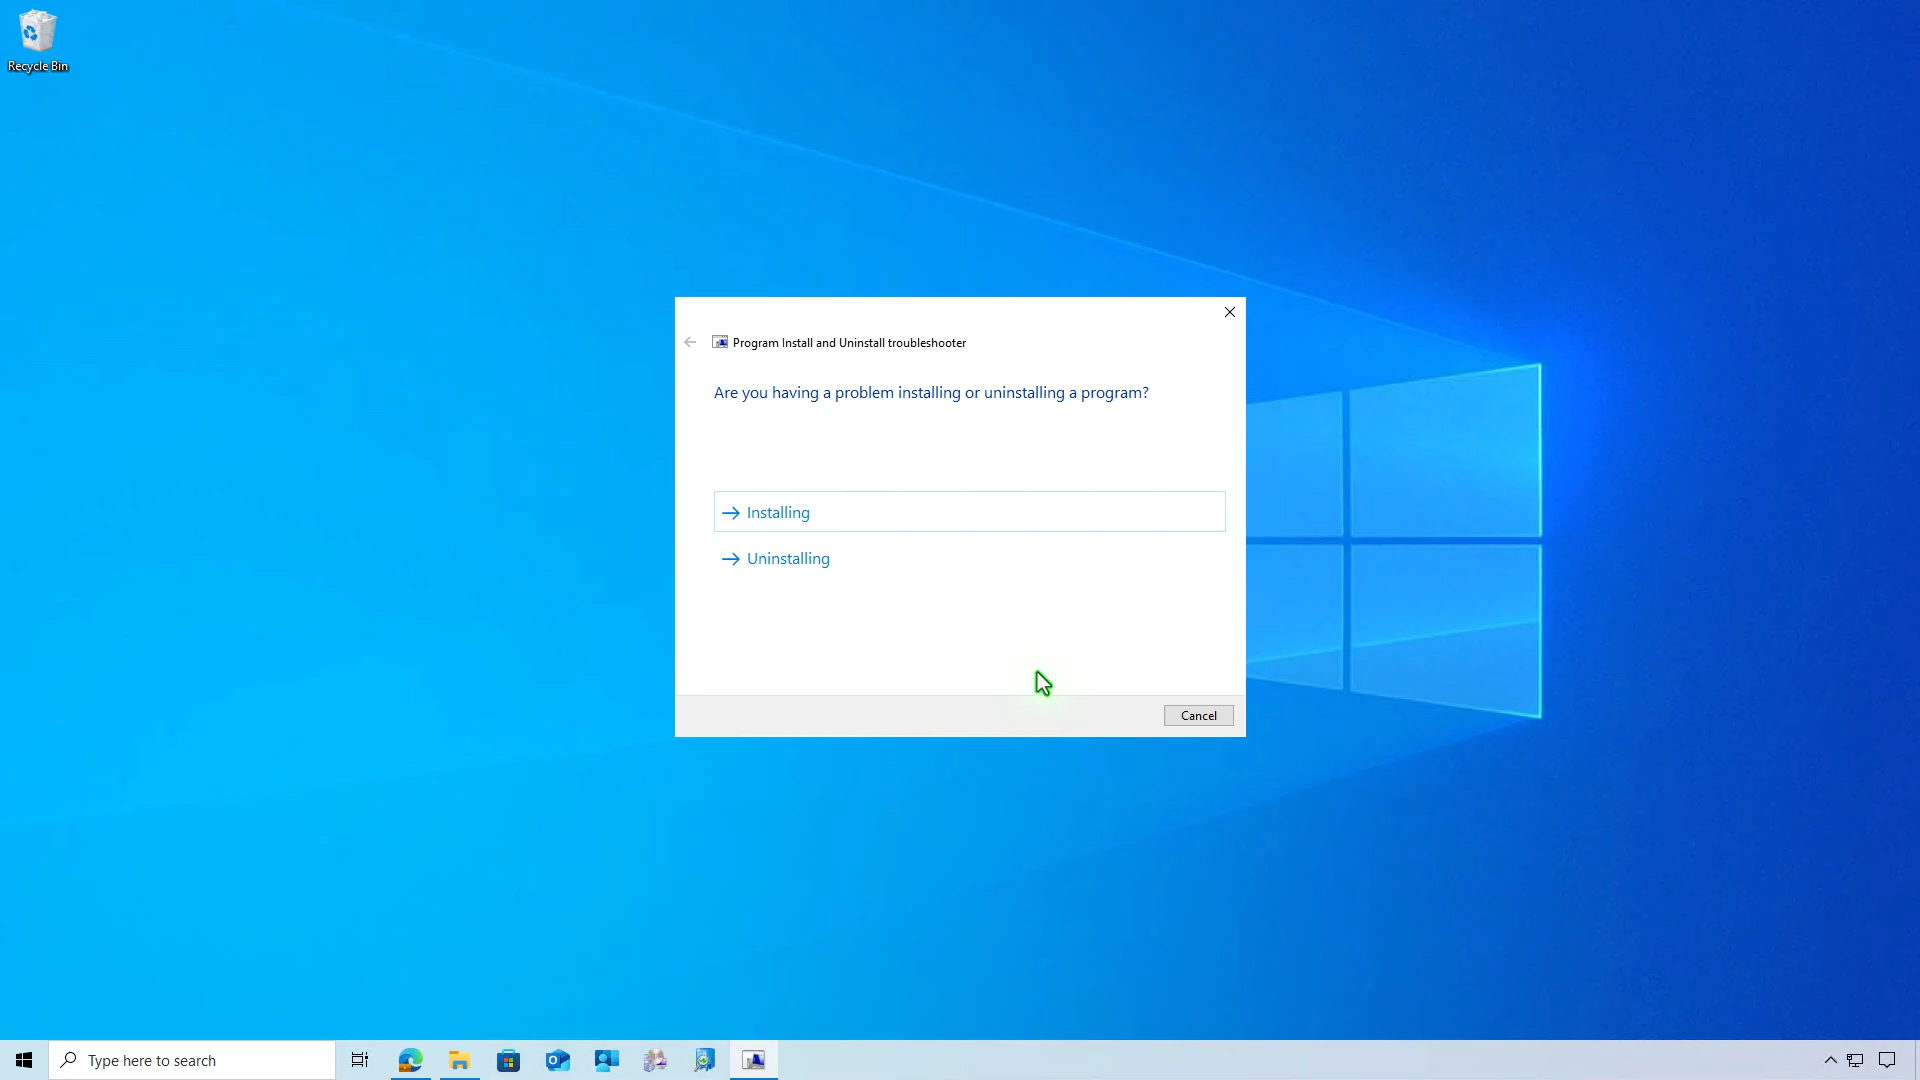 Recycle Bin
Program Install and Uninstall troubleshooter
Are you having a problem installing or uninstalling a program?
Installing
Uninstalling
Cancel
Type here to search